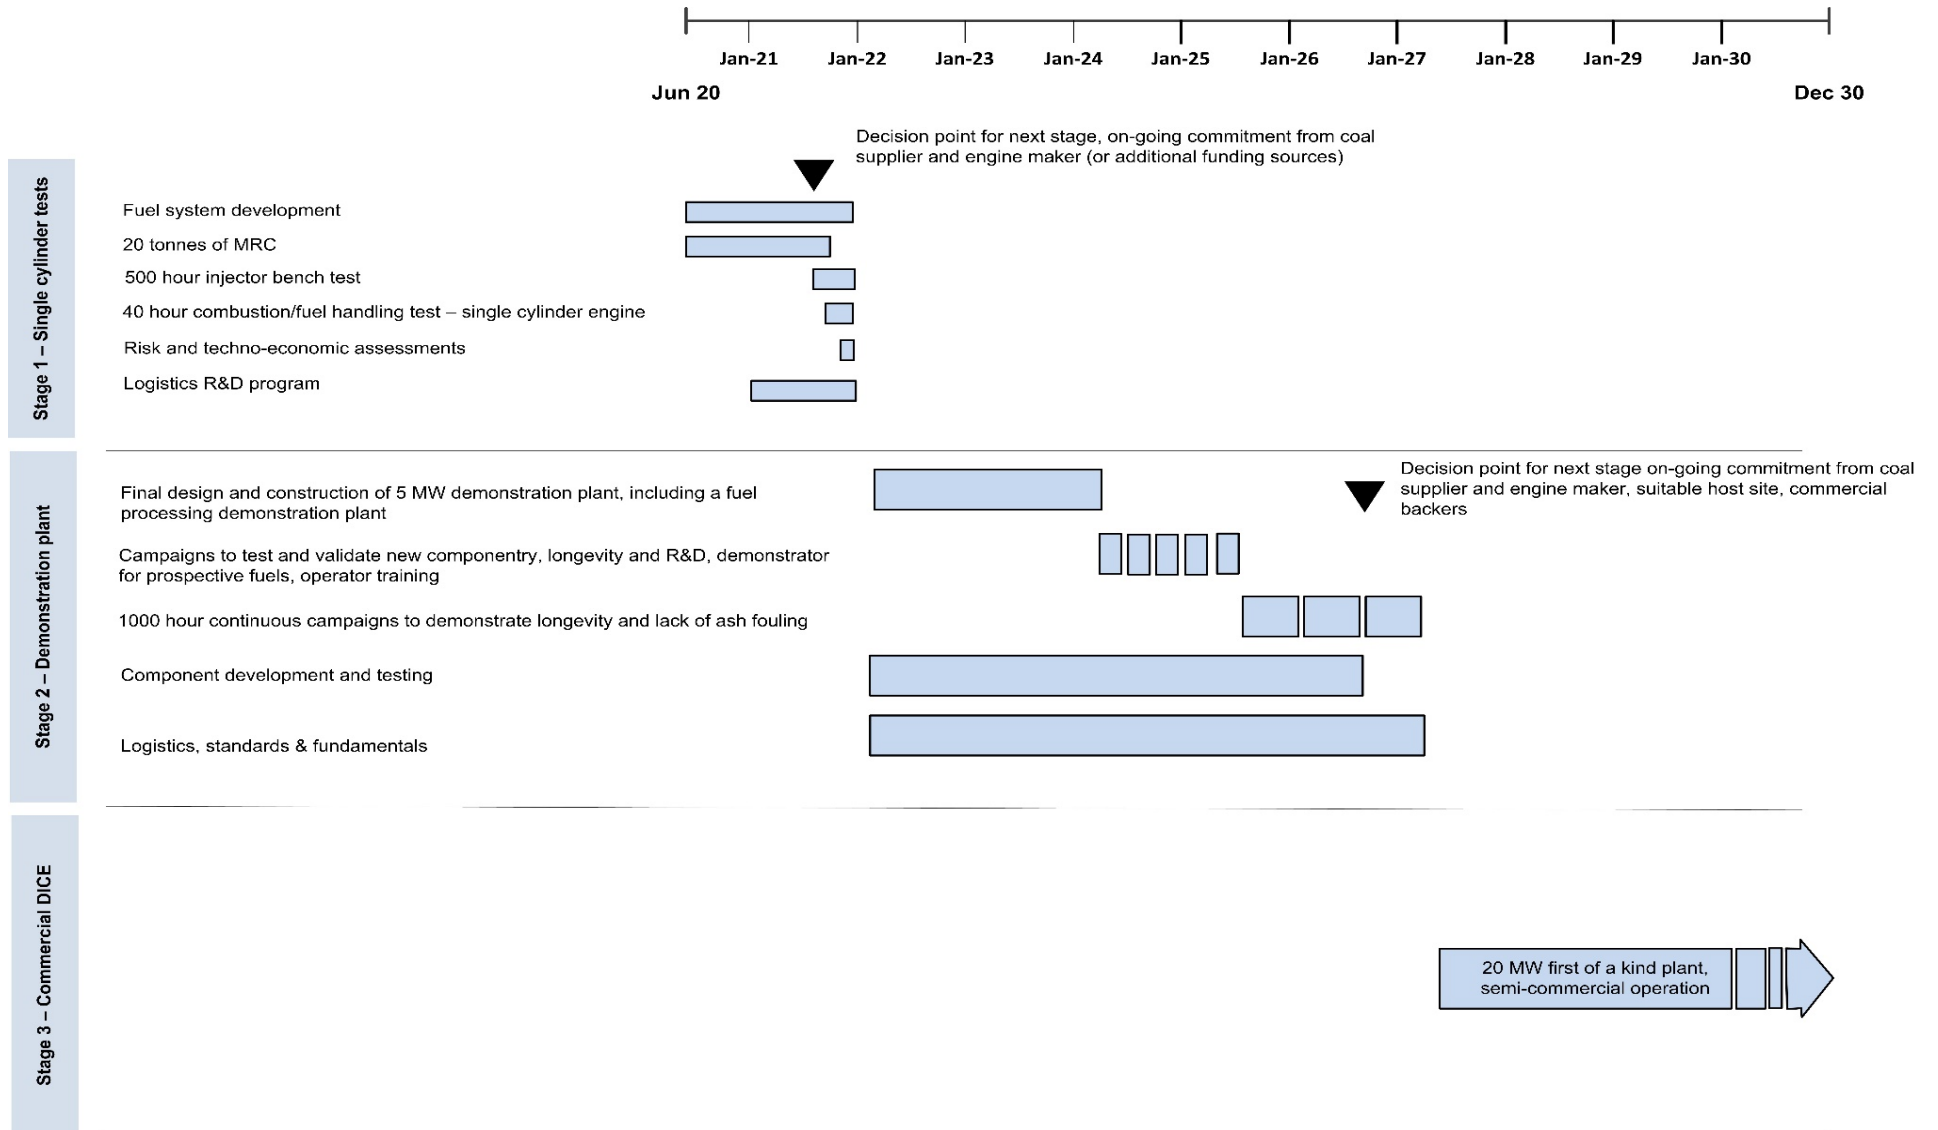 Jan-21 Jan-22 Jan-23 Jan-24 Jan-25 Jan-26 Jan-27 Jan-28 Jan-29 Jan-30
Jun 20 Dec 30
Decision point for next stage, on-going commitment from coal
supplier and engine maker (or additional funding sources)
Stage 1 – Single cylinder tests
Fuel system development
20 tonnes of MRC
500 hour injector bench test
40 hour combustion/fuel handling test – single cylinder engine
Risk and techno-economic assessments
Logistics R&D program
Stage 2 – Demonstration plant
Decision point for next stage on-going commitment from coal
supplier and engine maker, suitable host site, commercial
backers
Final design and construction of 5 MW demonstration plant, including a fuel
processing demonstration plant
Campaigns to test and validate new componentry, longevity and R&D, demonstrator
for prospective fuels, operator training
1000 hour continuous campaigns to demonstrate longevity and lack of ash fouling
Component development and testing
Logistics, standards & fundamentals
Stage 3 – Commercial DICE
20 MW first of a kind plant,
semi-commercial operation